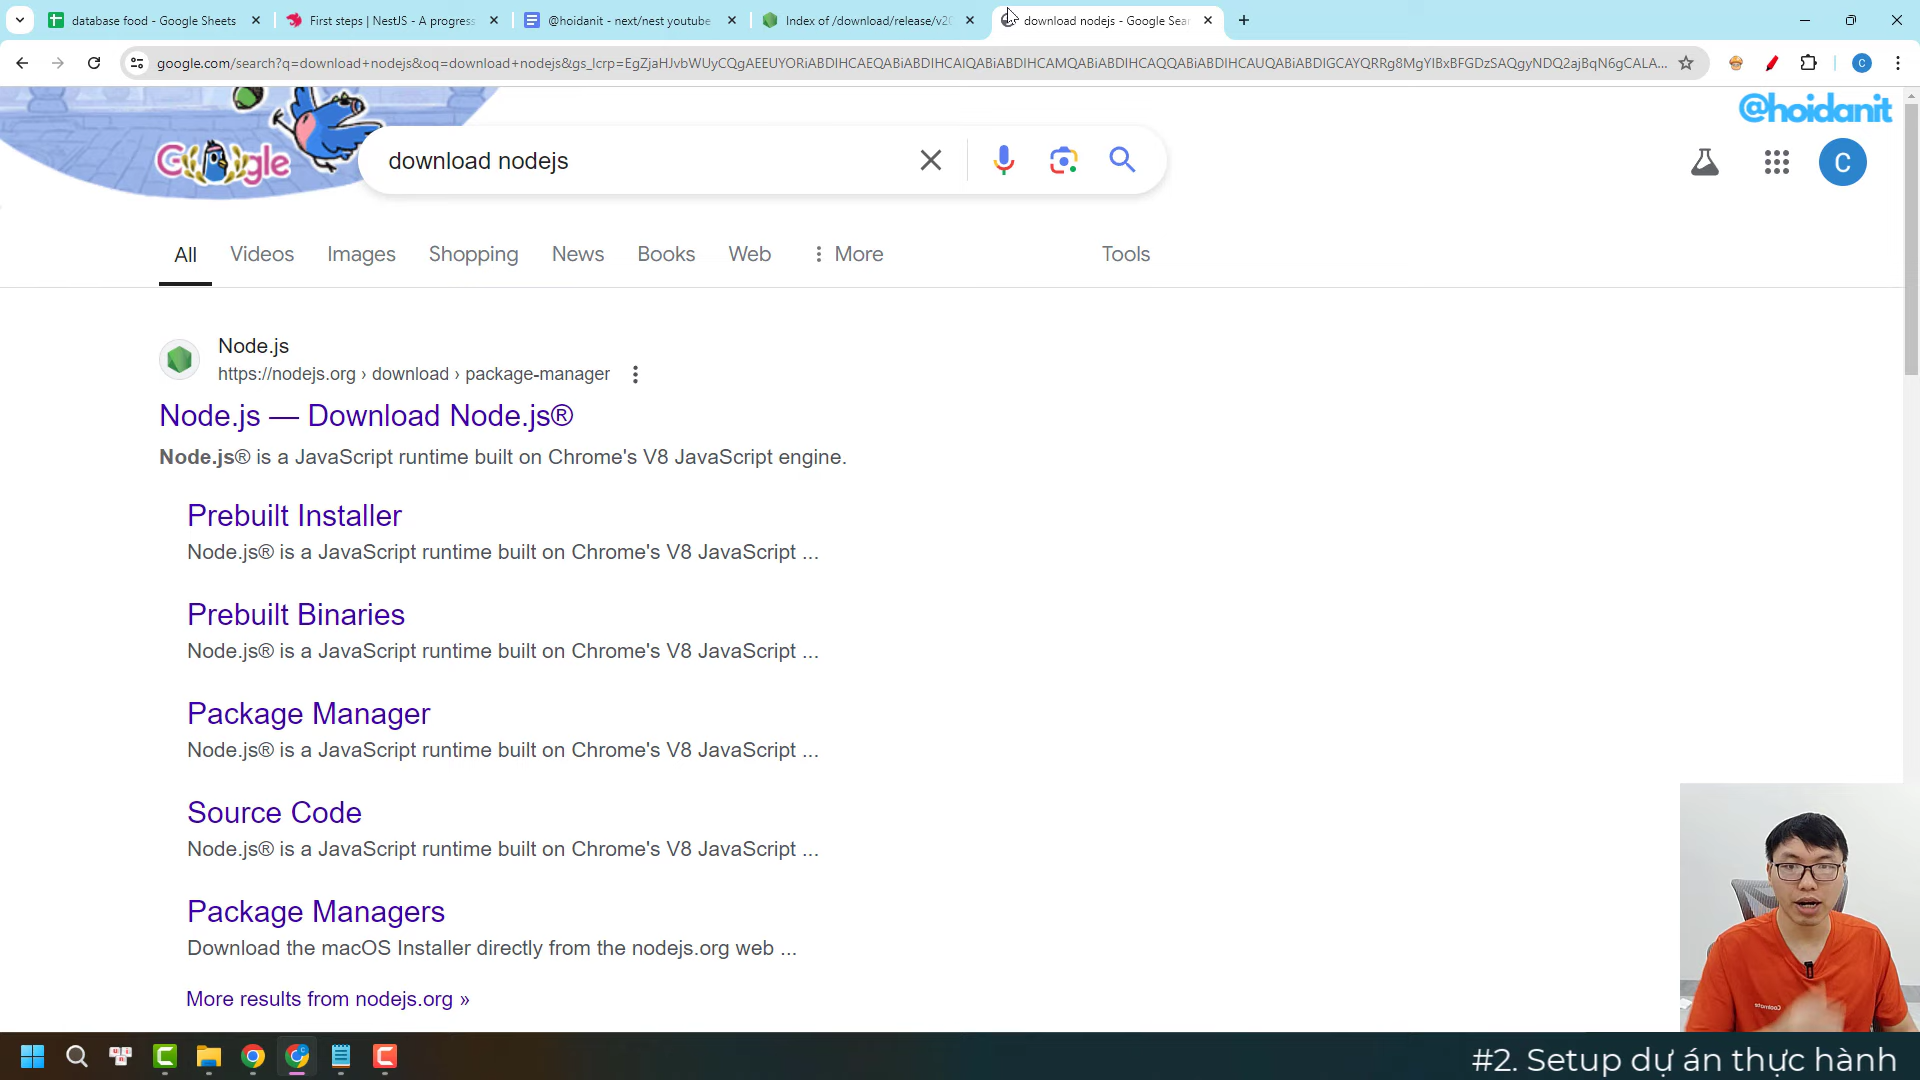 database food - Google Sheets
First steps | NestJS - A progress
@hoidanit - next/nest youtube
Index of /download/release/v20
download nodejs - Google Sea
google.com/search?q=download+nodejs&oq=download+nodejs&gs_lcrp=EgZjaHJvbWUyCQgAEEUYORiABDIHCAEQABiABDIHCAIQABiABDIHCAMQABiABDIHCAQQABiABDIHCAUQABiABDIGCAYQRRg8MgYIBxBFGDzSAQgyNDQ2ajBqN6gCALA...
C
@hoidanit
Google
download nodejs
C
All
Videos
Images
Shopping
News
Books
Web
More
Tools
Node.js
https://nodejs.org › download › package-manager
Node.js — Download Node.js®
Node.js® is a JavaScript runtime built on Chrome's V8 JavaScript engine.
Prebuilt Installer
Node.js® is a JavaScript runtime built on Chrome's V8 JavaScript ...
Prebuilt Binaries
Node.js® is a JavaScript runtime built on Chrome's V8 JavaScript ...
Package Manager
Node.js® is a JavaScript runtime built on Chrome's V8 JavaScript ...
Source Code
Node.js® is a JavaScript runtime built on Chrome's V8 JavaScript ...
Package Managers
Download the macOS Installer directly from the nodejs.org web ...
More results from nodejs.org »
#2. Setup dự án thực hành